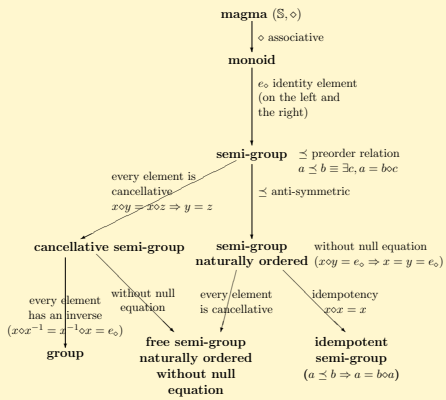 magma (𝕊, ⋄)
⋄ associative
monoid
e⋄ identity element
(on the left and
the right)
semi-group
⪯ preorder relation
a ⪯ b ≡ ∃c, a = b⋄c
every element is
cancellative
x⋄y = x⋄z ⇒ y = z
⪯ anti-symmetric
cancellative semi-group
semi-group
naturally ordered
without null equation
(x⋄y = e⋄ ⇒ x = y = e⋄)
every element
has an inverse
(x⋄x⁻¹ = x⁻¹⋄x = e⋄)
without null
equation
every element
is cancellative
idempotency
x⋄x = x
group
free semi-group
naturally ordered
without null
equation
idempotent
semi-group
(a ⪯ b ⇒ a = b⋄a)